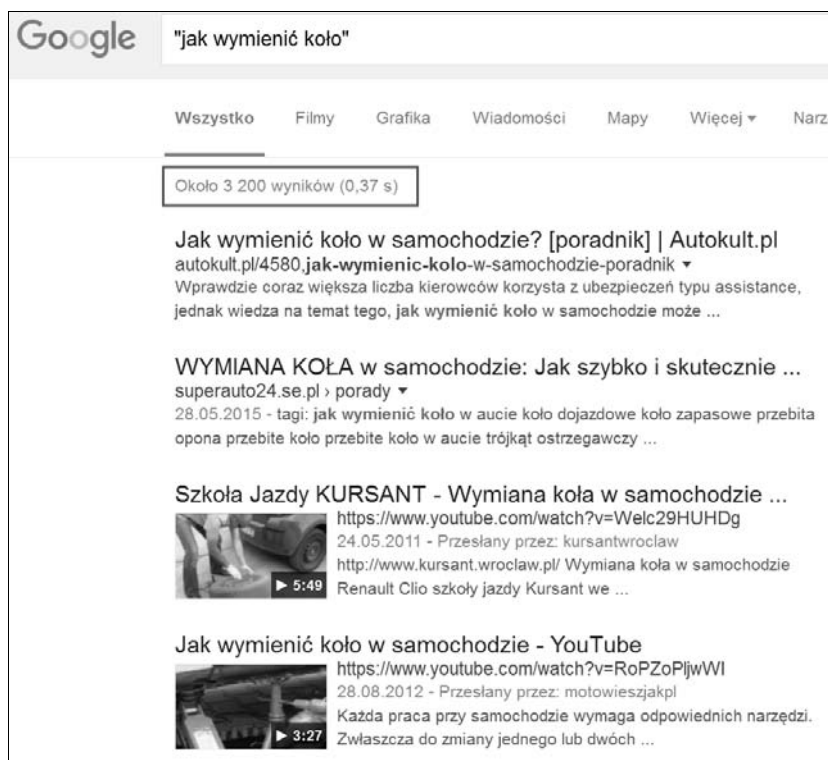 Google
"jak wymienić koło"
Wszystko Filmy Grafika Wiadomości Mapy Więcej ▾ Narz
Około 3 200 wyników (0,37 s)
Jak wymienić koło w samochodzie? [poradnik] | Autokult.pl
autokult.pl/4580,jak-wymienic-kolo-w-samochodzie-poradnik ▾
Wprawdzie coraz większa liczba kierowców korzysta z ubezpieczeń typu assistance,
jednak wiedza na temat tego, jak wymienić koło w samochodzie może ...
WYMIANA KOŁA w samochodzie: Jak szybko i skutecznie ...
superauto24.se.pl › porady ▾
28.05.2015 - tagi: jak wymienić koło w aucie koło dojazdowe koło zapasowe przebita
opona przebite koło przebite koło w aucie trójkąt ostrzegawczy ...
Szkoła Jazdy KURSANT - Wymiana koła w samochodzie ...
https://www.youtube.com/watch?v=Welc29HUHDg
24.05.2011 - Przesłany przez: kursantwroclaw
http://www.kursant.wroclaw.pl/ Wymiana koła w samochodzie
▶ 5:49 Renault Clio szkoły jazdy Kursant we ...
Jak wymienić koło w samochodzie - YouTube
https://www.youtube.com/watch?v=RoPZoPljwWI
28.08.2012 - Przesłany przez: motowieszjakpl
Każda praca przy samochodzie wymaga odpowiednich narzędzi.
▶ 3:27 Zwłaszcza do zmiany jednego lub dwóch ...